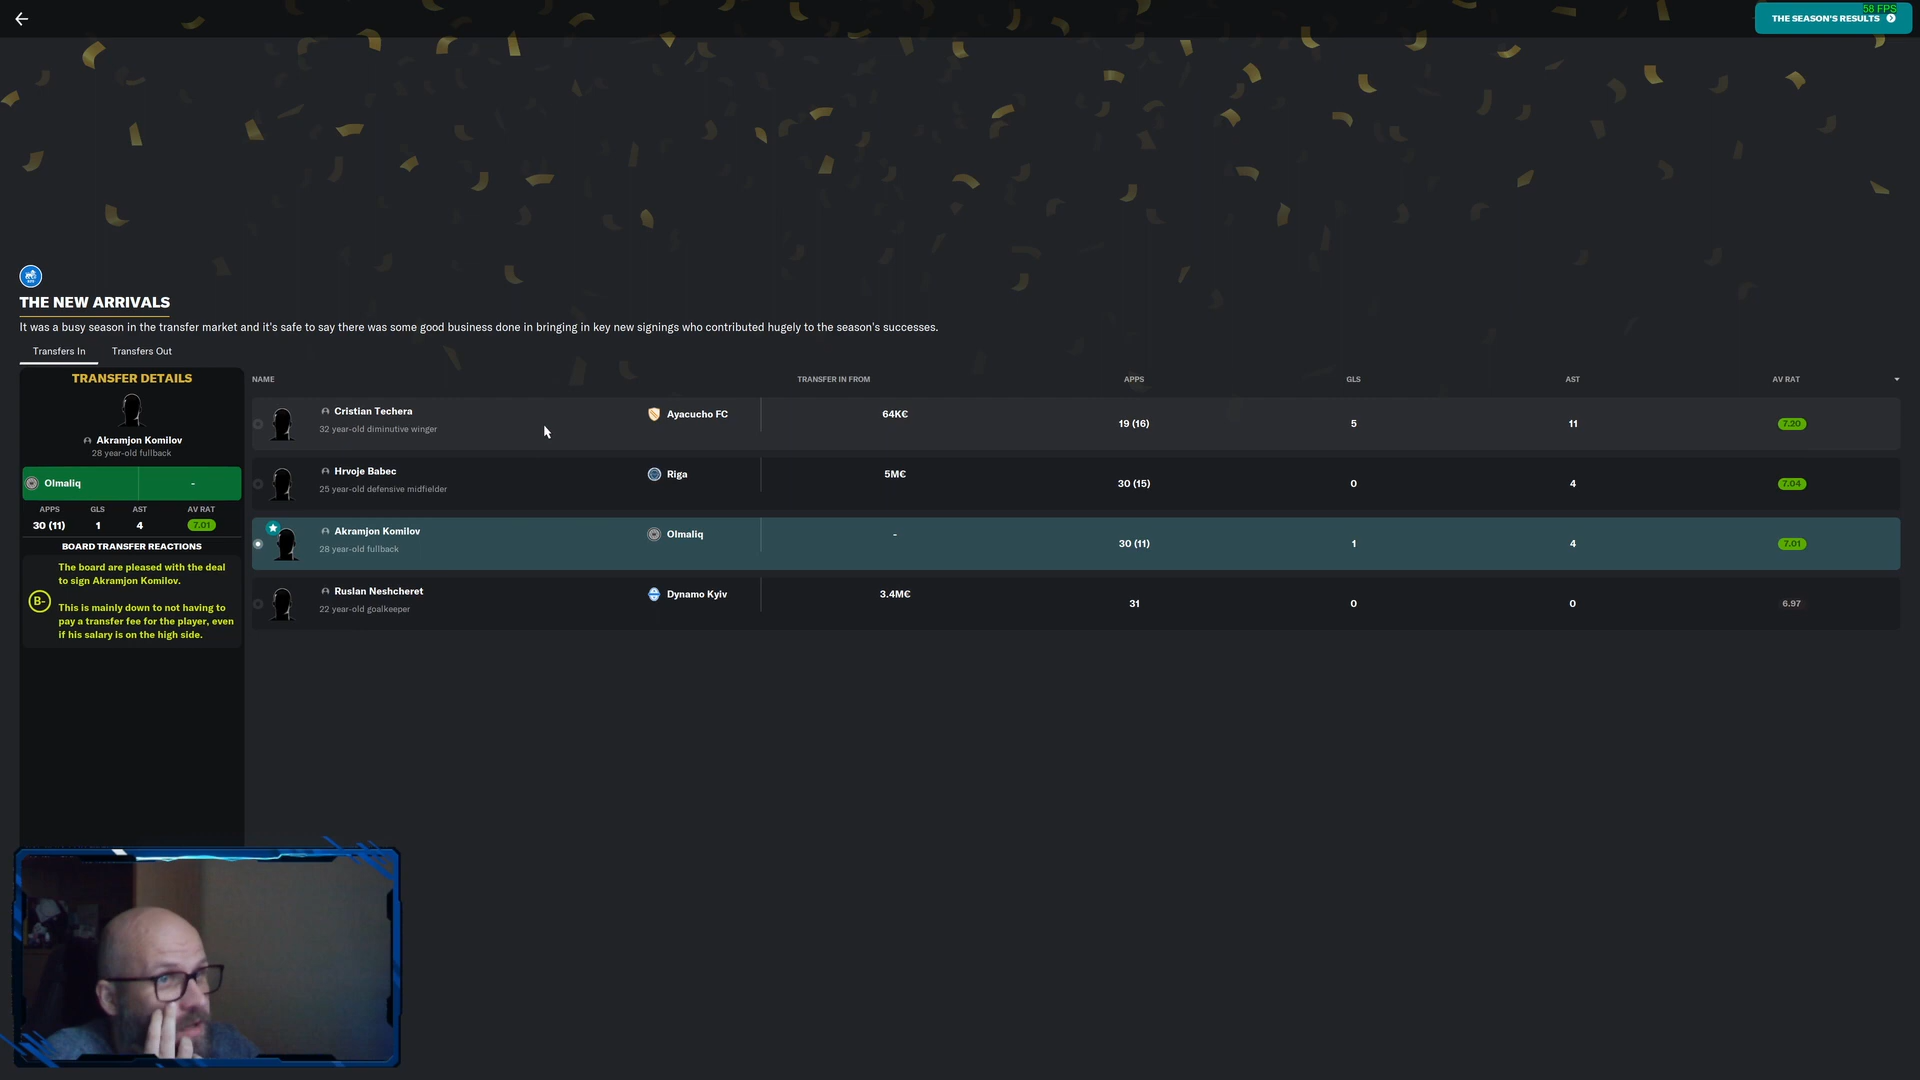 58 FPS
THE SEASON'S RESULTS
THE NEW ARRIVALS
It was a busy season in the transfer market and it's safe to say there was some good business done in bringing in key new signings who contributed hugely to the season's successes.
Transfers In Transfers Out
TRANSFER DETAILS
Akramjon Komilov
28 year-old fullback
Olmaliq -
APPS GLS AST AV RAT
30 (11) 1 4 7.01
BOARD TRANSFER REACTIONS
B-
The board are pleased with the deal
to sign Akramjon Komilov.
This is mainly down to not having to
pay a transfer fee for the player, even
if his salary is on the high side.
NAME TRANSFER IN FROM APPS GLS AST AV RAT
Cristian Techera Ayacucho FC 64K€ 19 (16) 5 11 7.20
32 year-old diminutive winger
Hrvoje Babec Riga 5M€ 30 (15) 0 4 7.04
25 year-old defensive midfielder
Akramjon Komilov Olmaliq - 30 (11) 1 4 7.01
28 year-old fullback
Ruslan Neshcheret Dynamo Kyiv 3.4M€ 31 0 0 6.97
22 year-old goalkeeper